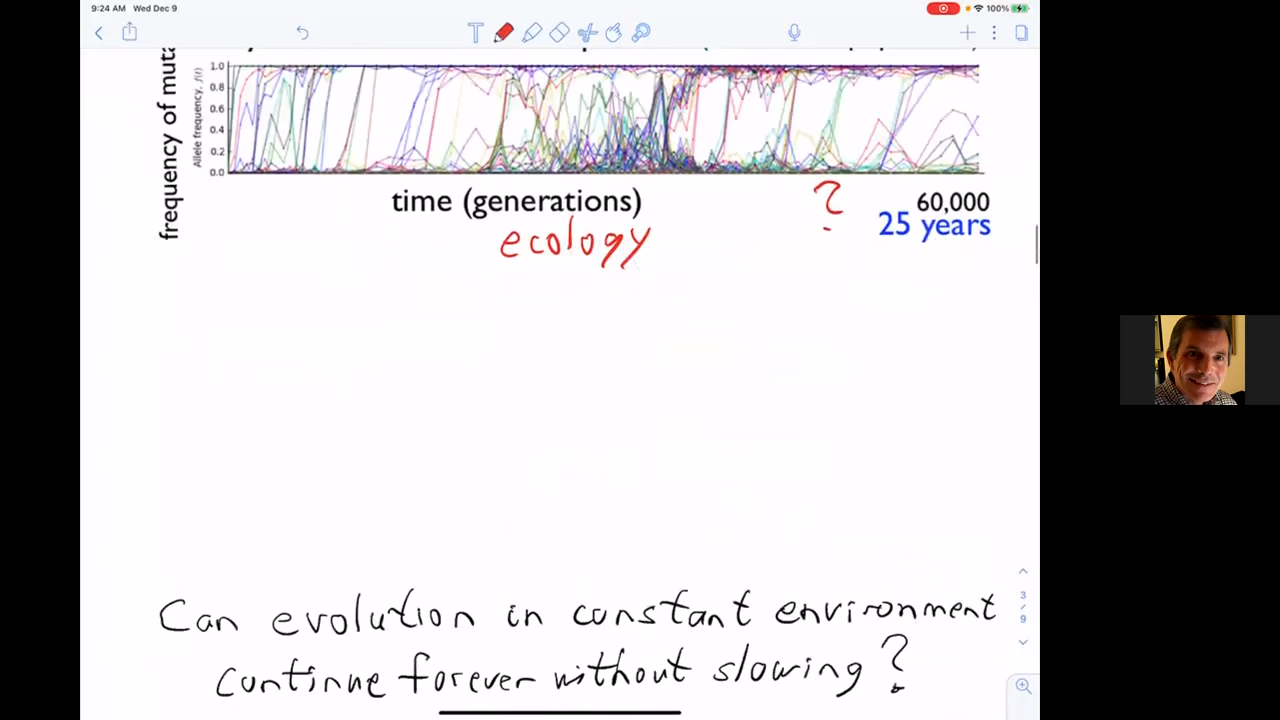 9:24 AM Wed Dec 9
100%
T
frequency of muta
Allele frequency, f(t)
1.0
0.8
0.6
0.4
0.2
0.0
time (generations)
?
60,000
25 years
ecology
3
/
9
Can evolution in constant environment
continue forever without slowing?